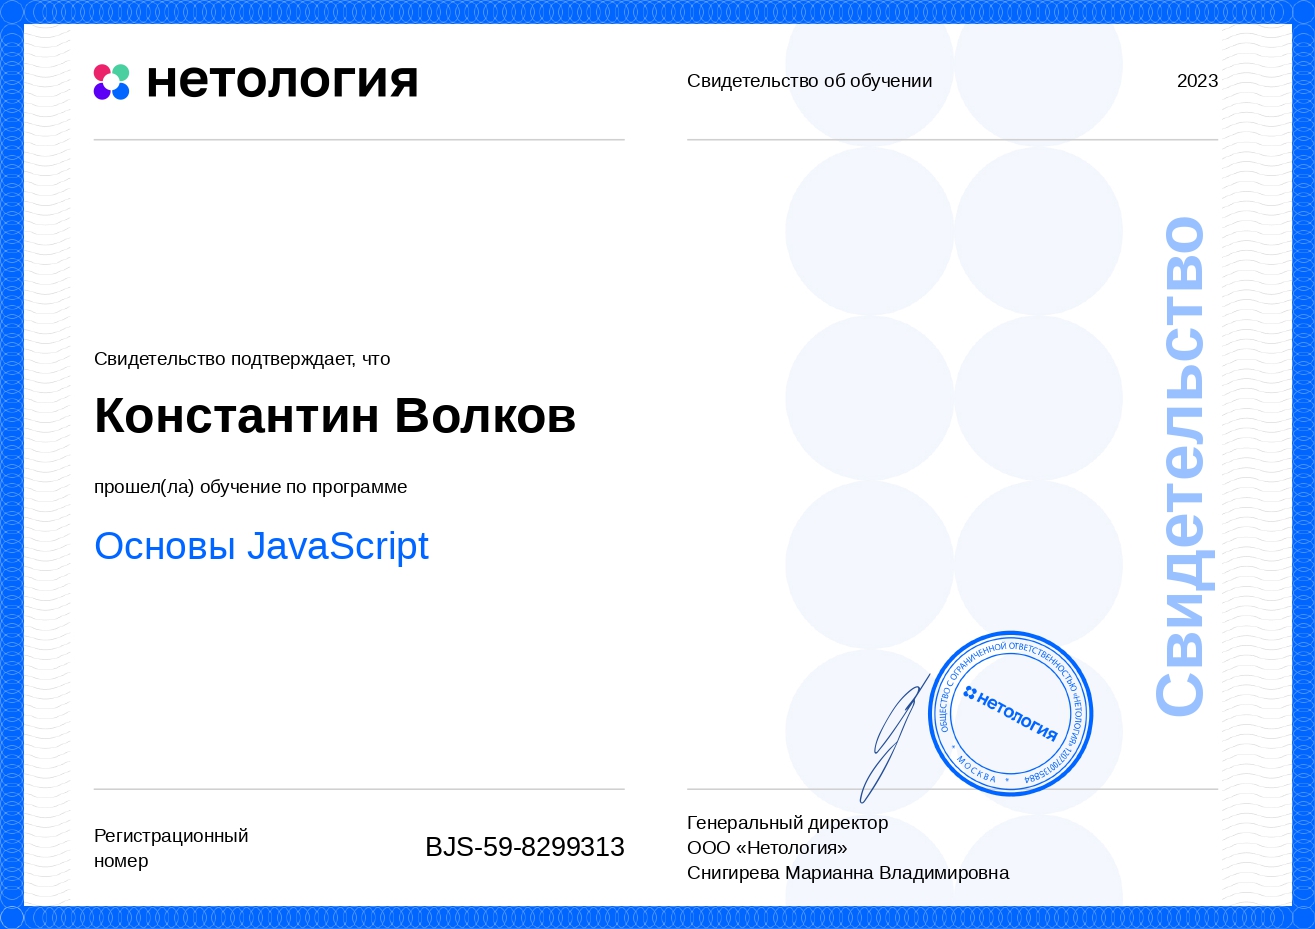 нетология
Свидетельство об обучении
2023
Свидетельство подтверждает, что
Константин Волков
прошел(ла) обучение по программе
Основы JavaScript
Свидетельство
ОБЩЕСТВО С ОГРАНИЧЕННОЙ ОТВЕТСТВЕННОСТЬЮ «НЕТОЛОГИЯ» 1207700135884
* МОСКВА *
нетология
Регистрационный
номер
BJS-59-8299313
Генеральный директор
ООО «Нетология»
Снигирева Марианна Владимировна